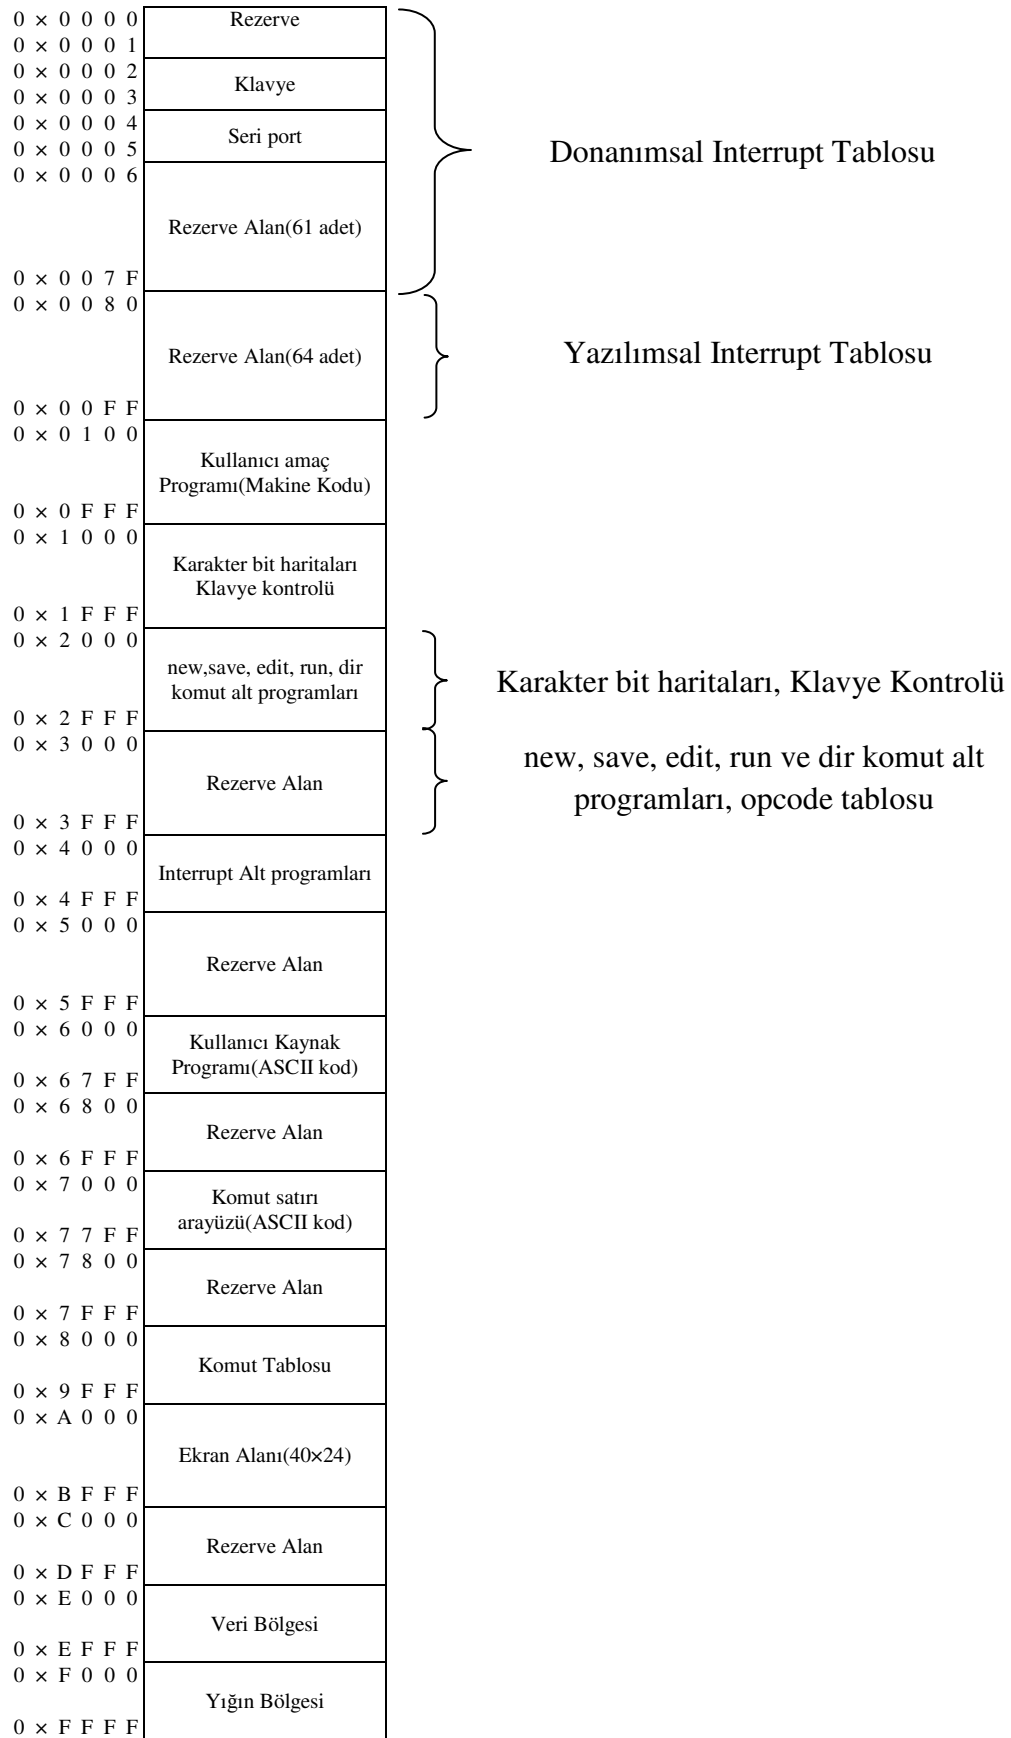 0 × 0 0 0 0 Rezerve
0 × 0 0 0 1
0 × 0 0 0 2
Klavye
0 × 0 0 0 3
0 × 0 0 0 4
Seri port
0 × 0 0 0 5
Donanımsal Interrupt Tablosu
0 × 0 0 0 6
Rezerve Alan(61 adet)
0 × 0 0 7 F
0 × 0 0 8 0
Rezerve Alan(64 adet)
Yazılımsal Interrupt Tablosu
0 × 0 0 F F
0 × 0 1 0 0
Kullanıcı amaç
Programı(Makine Kodu)
0 × 0 F F F
0 × 1 0 0 0
Karakter bit haritaları
Klavye kontrolü
0 × 1 F F F
0 × 2 0 0 0
new,save, edit, run, dir
komut alt programları
Karakter bit haritaları, Klavye Kontrolü
0 × 2 F F F
0 × 3 0 0 0
Rezerve Alan
new, save, edit, run ve dir komut alt
programları, opcode tablosu
0 × 3 F F F
0 × 4 0 0 0
Interrupt Alt programları
0 × 4 F F F
0 × 5 0 0 0
Rezerve Alan
0 × 5 F F F
0 × 6 0 0 0
Kullanıcı Kaynak
Programı(ASCII kod)
0 × 6 7 F F
0 × 6 8 0 0
Rezerve Alan
0 × 6 F F F
0 × 7 0 0 0
Komut satırı
arayüzü(ASCII kod)
0 × 7 7 F F
0 × 7 8 0 0
Rezerve Alan
0 × 7 F F F
0 × 8 0 0 0
Komut Tablosu
0 × 9 F F F
0 × A 0 0 0
Ekran Alanı(40×24)
0 × B F F F
0 × C 0 0 0
Rezerve Alan
0 × D F F F
0 × E 0 0 0
Veri Bölgesi
0 × E F F F
0 × F 0 0 0
Yığın Bölgesi
0 × F F F F